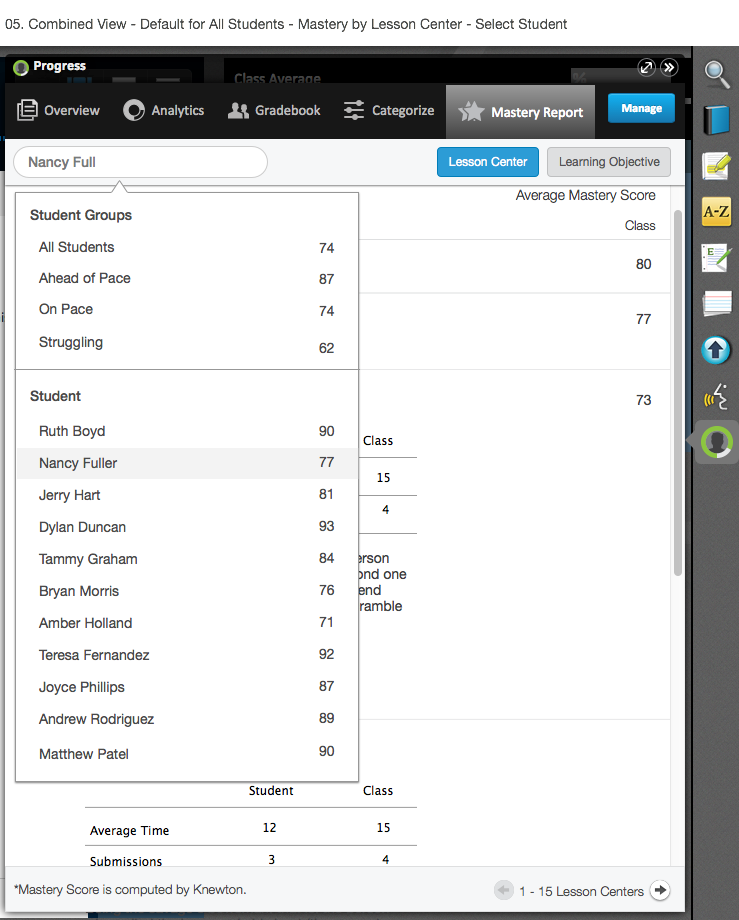 05. Combined View - Default for All Students - Mastery by Lesson Center - Select Student
Progress
Class Average %
Overview Analytics Gradebook Categorize Mastery Report Manage
Nancy Full Lesson Center Learning Objective
Average Mastery Score
Student Groups
Class
All Students 74
80
Ahead of Pace 87
On Pace 74
77
Struggling 62
Student
73
Ruth Boyd 90
Class
Nancy Fuller 77
15
Jerry Hart 81
4
Dylan Duncan 93
Tammy Graham 84
erson
ond one
Bryan Morris 76
end
ramble
Amber Holland 71
Teresa Fernandez 92
Joyce Phillips 87
Andrew Rodriguez 89
Matthew Patel 90
Student Class
Average Time 12 15
Submissions 3 4
*Mastery Score is computed by Knewton.
1 - 15 Lesson Centers
A-Z
E